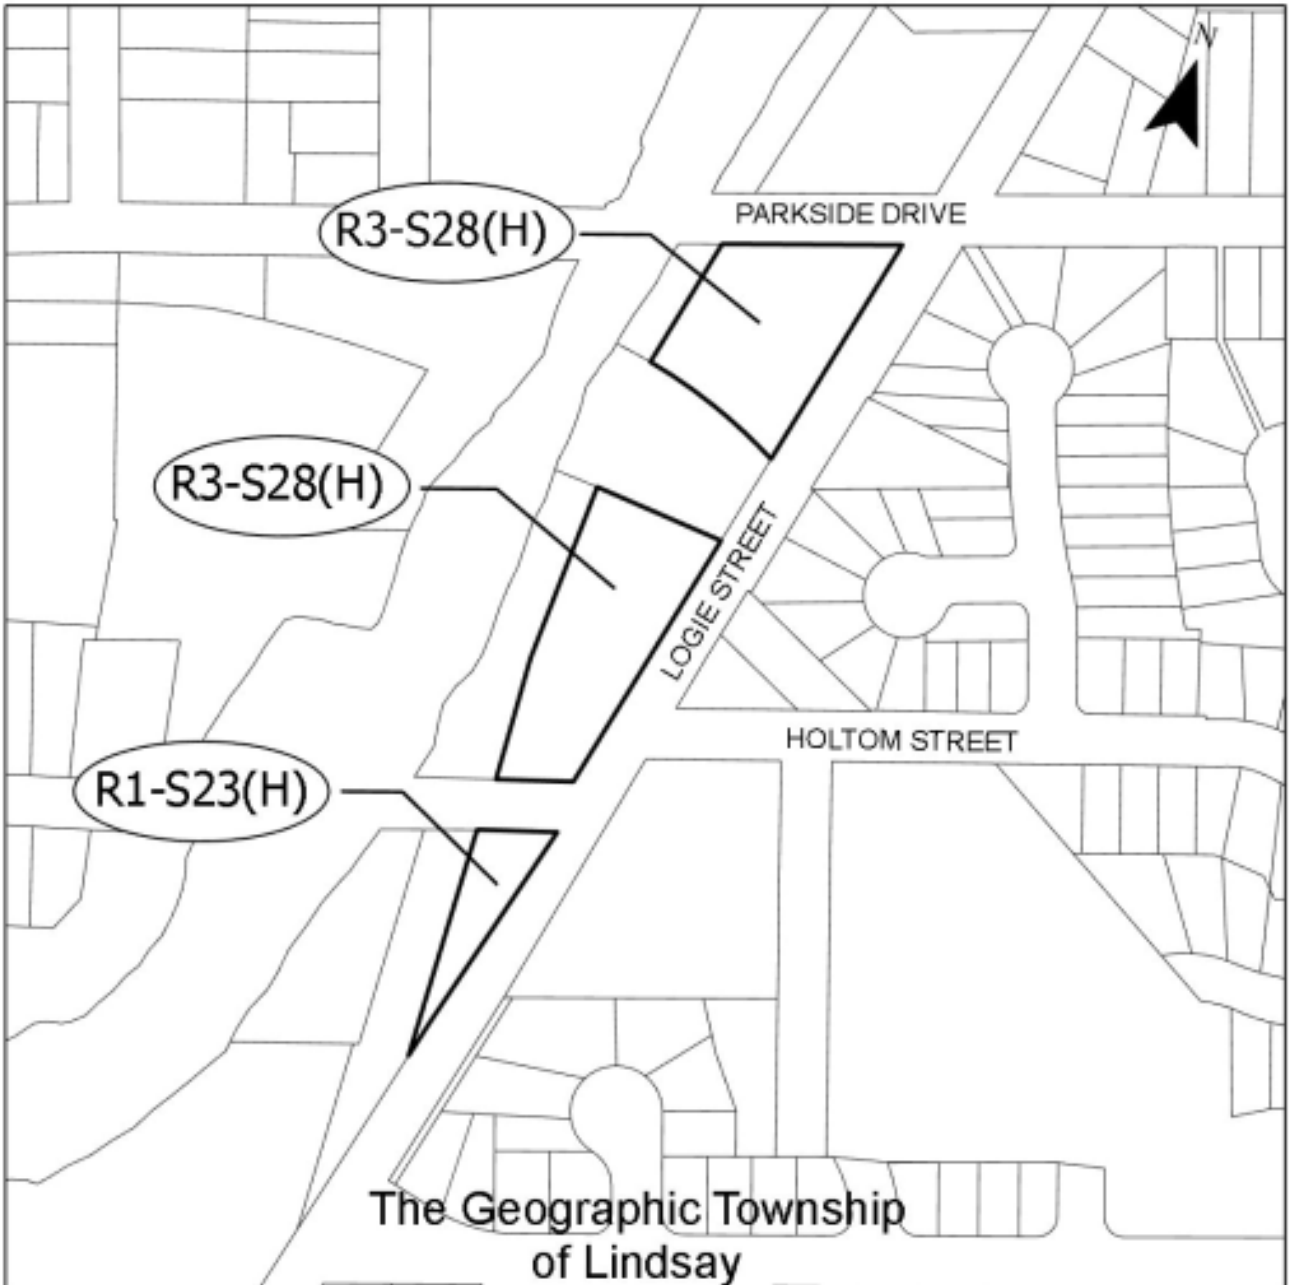 N
PARKSIDE DRIVE
R3-S28(H)
R3-S28(H)
LOGIE STREET
HOLTOM STREET
R1-S23(H)
The Geographic Township
of Lindsay